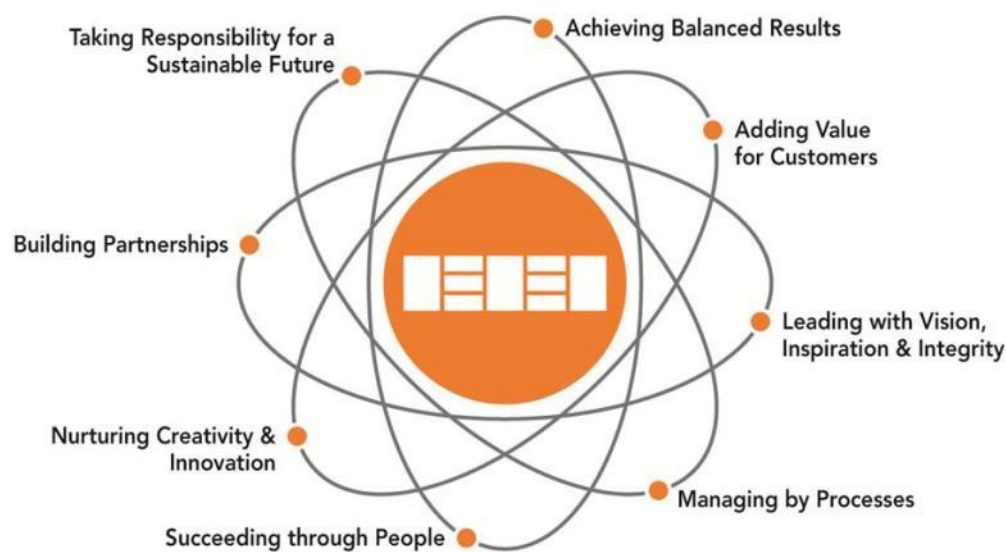 Achieving Balanced Results
Taking Responsibility for a
Sustainable Future
Adding Value
for Customers
Building Partnerships
Leading with Vision,
Inspiration & Integrity
Nurturing Creativity &
Innovation
Managing by Processes
Succeeding through People